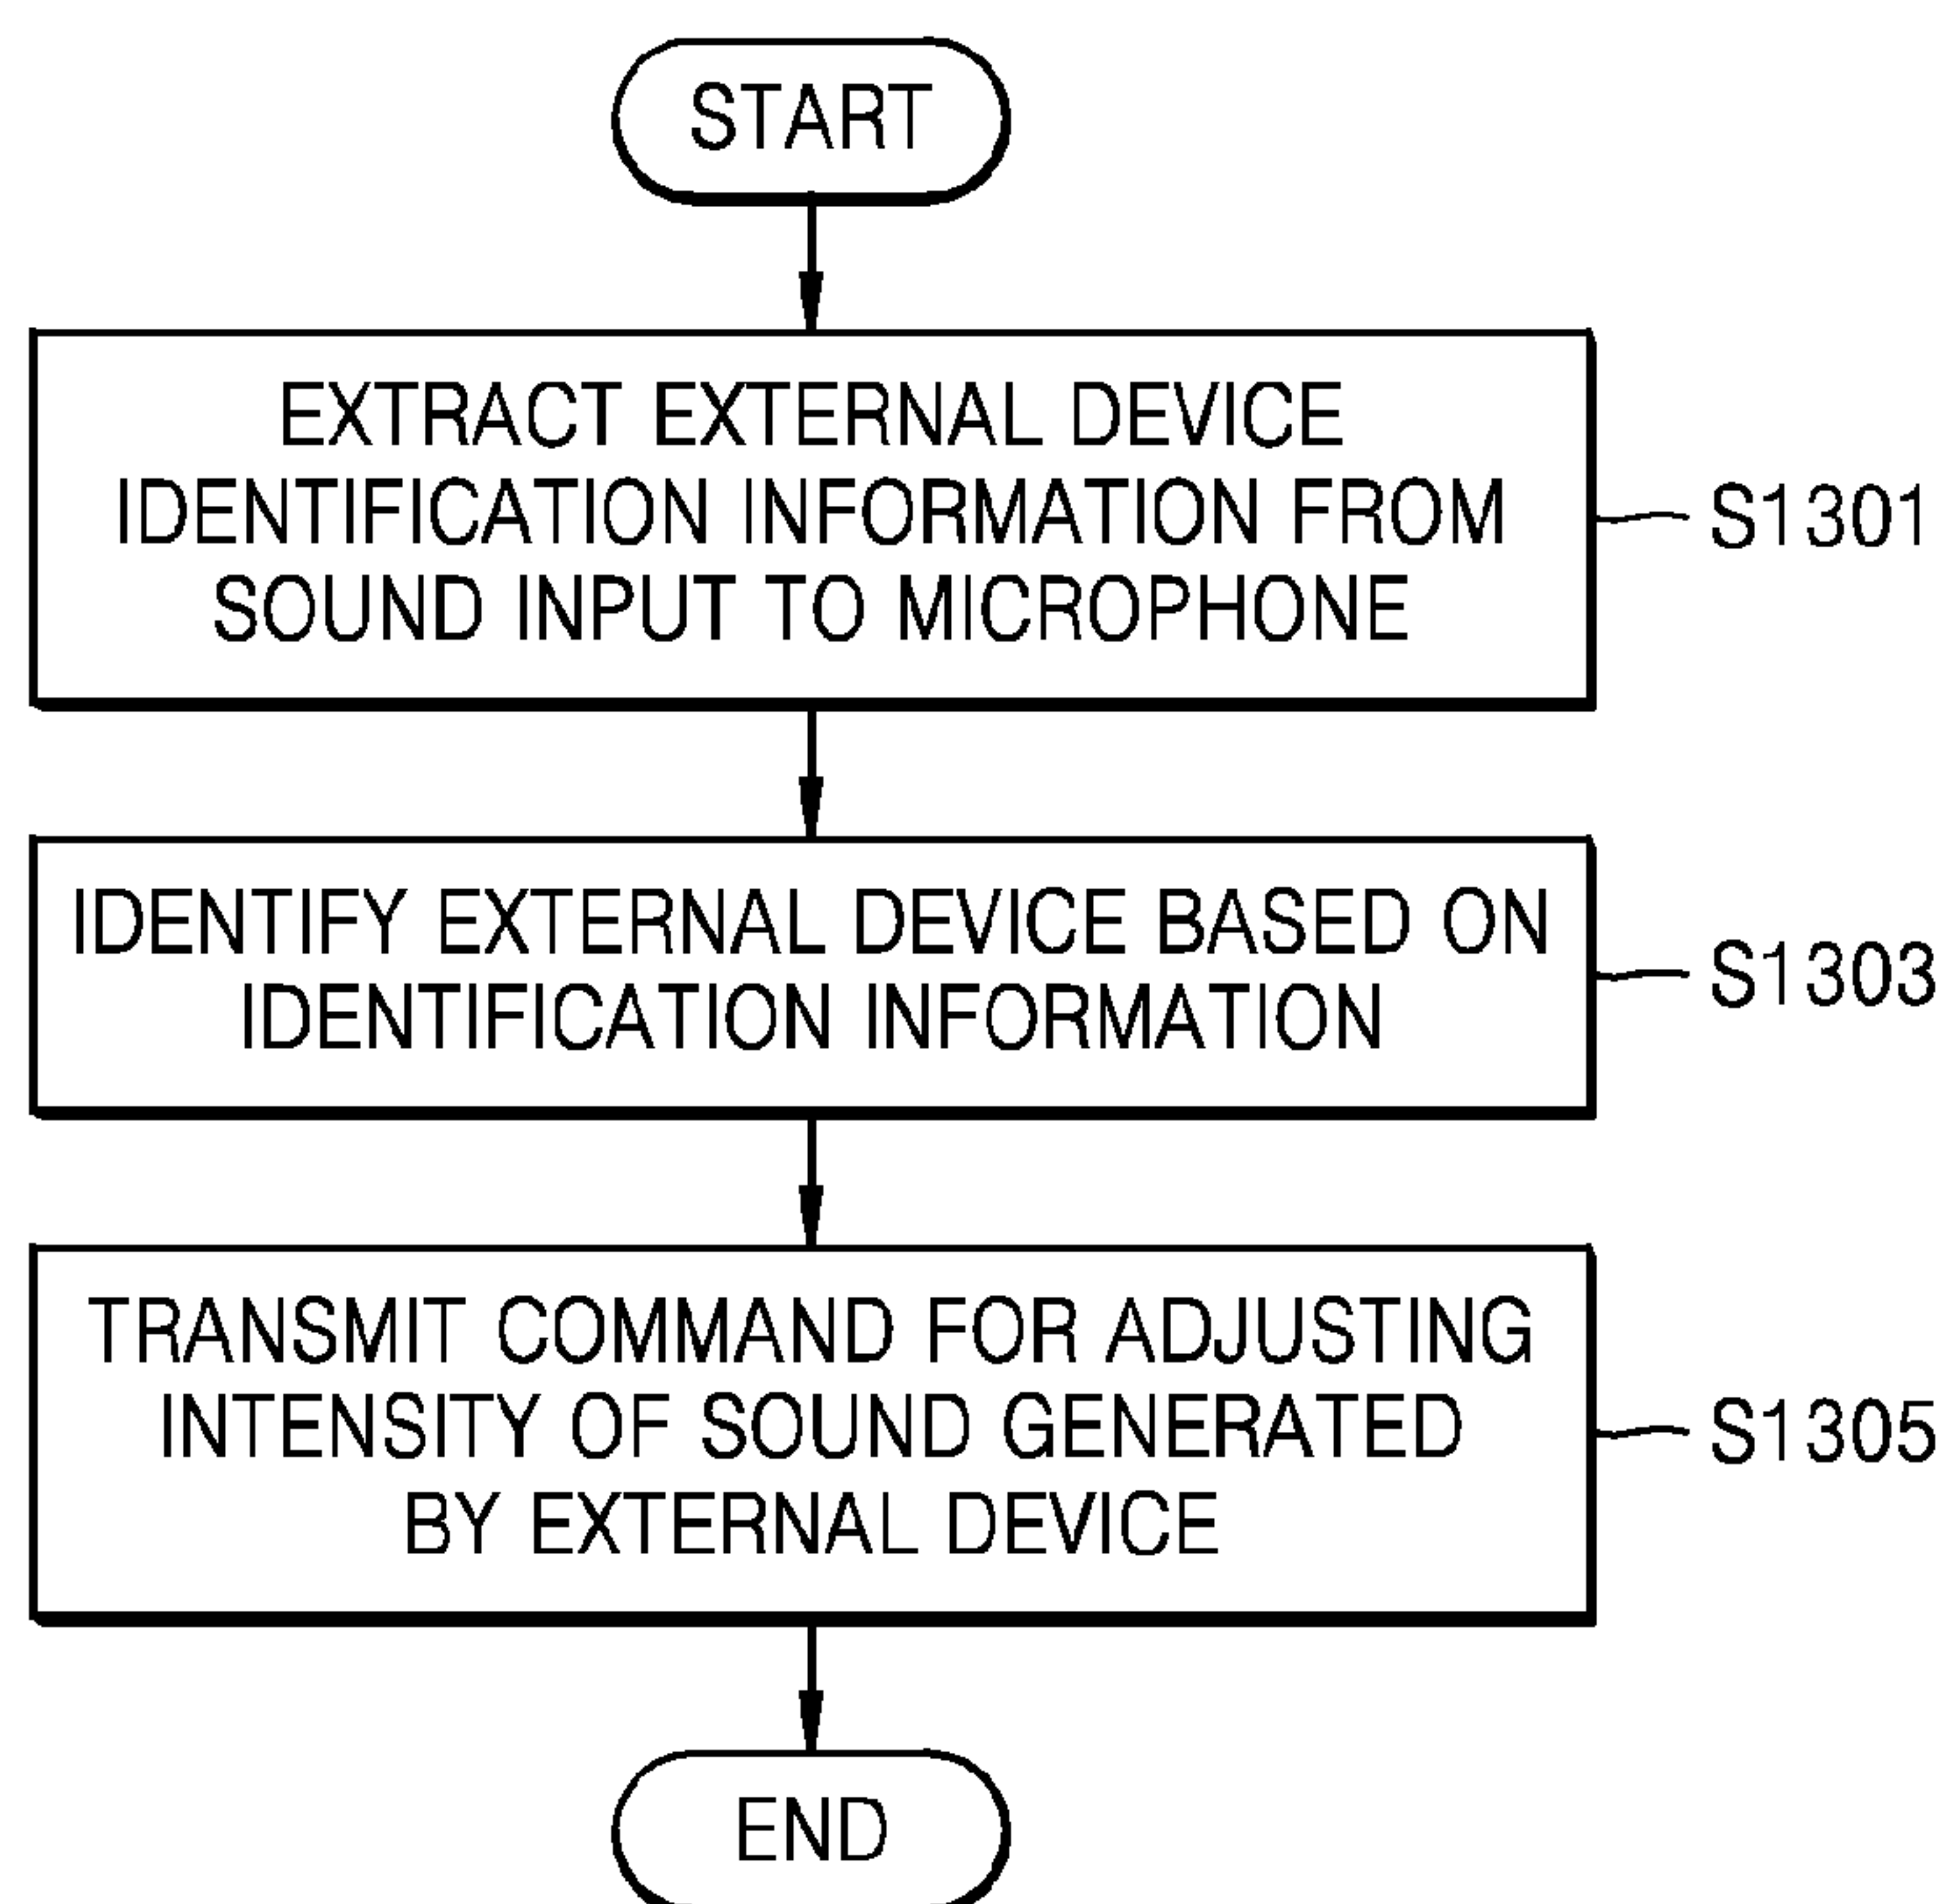 START
EXTRACT EXTERNAL DEVICE
IDENTIFICATION INFORMATION FROM
SOUND INPUT TO MICROPHONE
S1301
IDENTIFY EXTERNAL DEVICE BASED ON
IDENTIFICATION INFORMATION
S1303
TRANSMIT COMMAND FOR ADJUSTING
INTENSITY OF SOUND GENERATED
BY EXTERNAL DEVICE
S1305
END